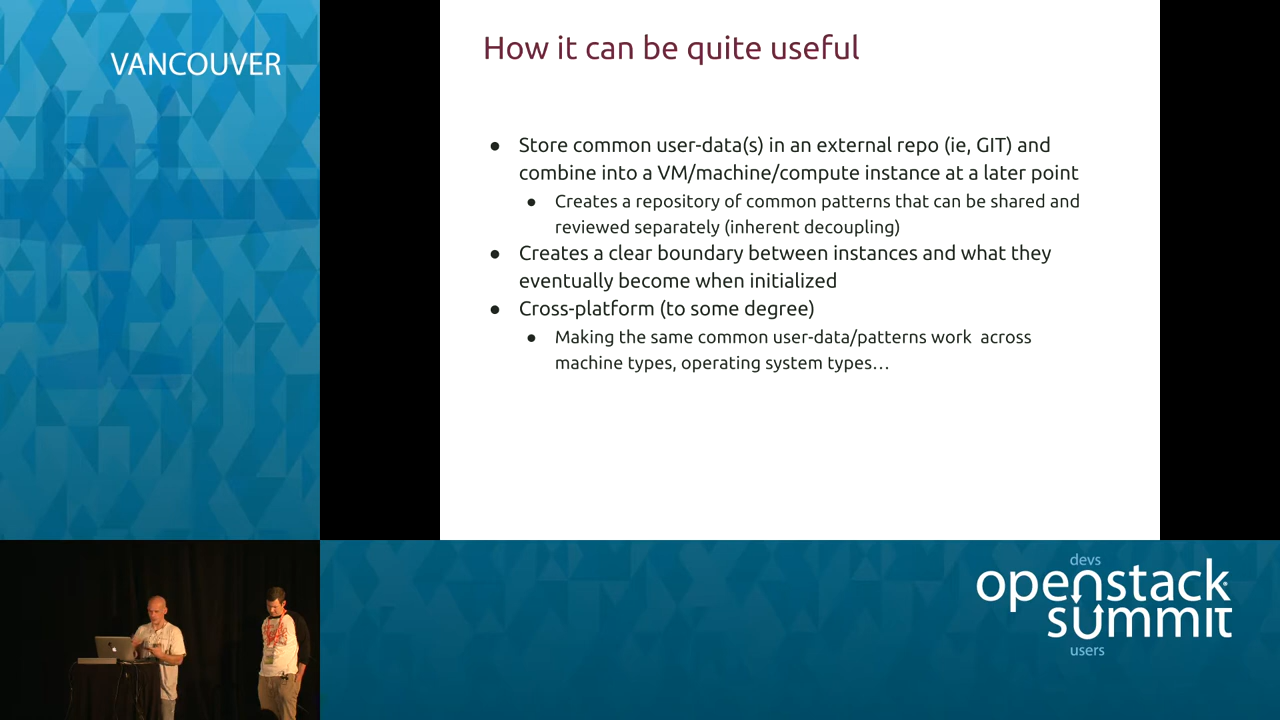 VANCOUVER
How it can be quite useful
● Store common user-data(s) in an external repo (ie, GIT) and
combine into a VM/machine/compute instance at a later point
● Creates a repository of common patterns that can be shared and
reviewed separately (inherent decoupling)
● Creates a clear boundary between instances and what they
eventually become when initialized
● Cross-platform (to some degree)
● Making the same common user-data/patterns work  across
machine types, operating system types…
devs
openstack
summit
users